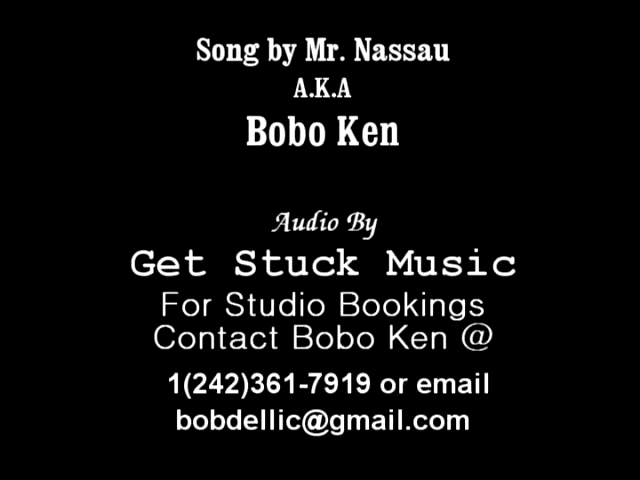 Song by Mr. Nassau
A.K.A
Bobo Ken
Audio By
Get Stuck Music
For Studio Bookings
Contact Bobo Ken @
1(242)361-7919 or email
bobdellic@gmail.com